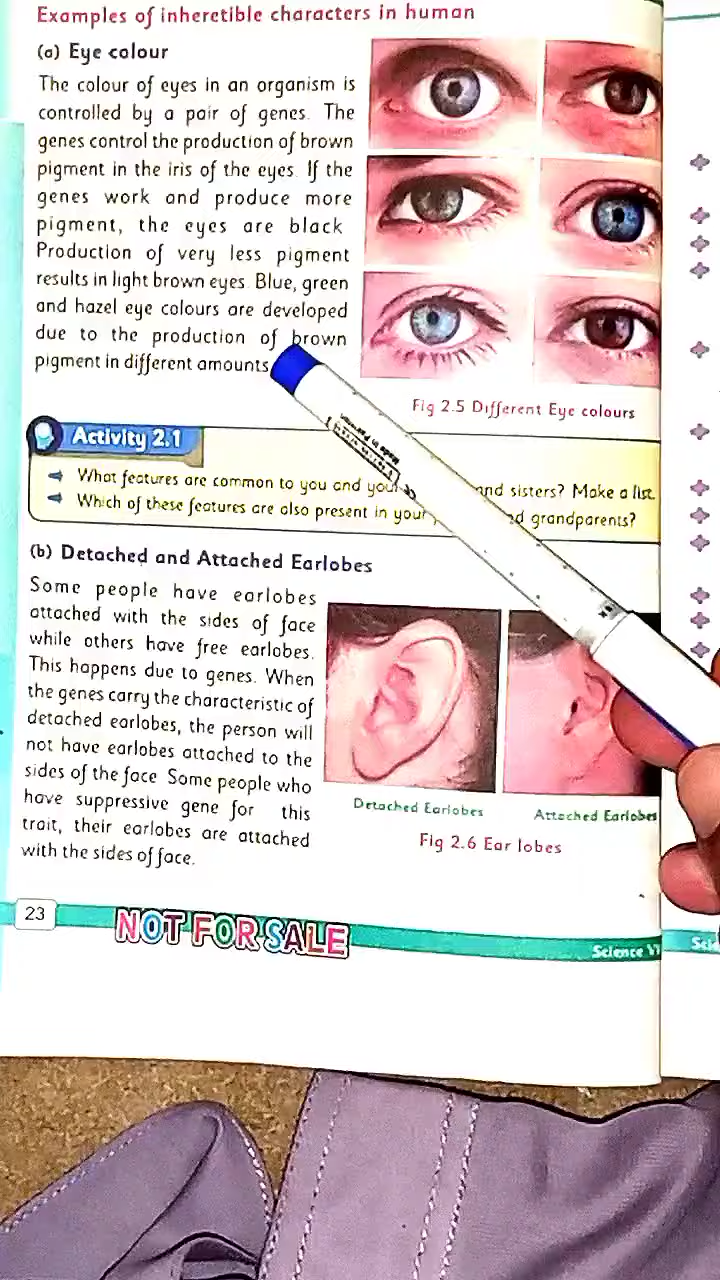 Examples of inheretible characters in human
(a) Eye colour
The colour of eyes in an organism is
controlled by a pair of genes. The
genes control the production of brown
pigment in the iris of the eyes. If the
genes work and produce more
pigment, the eyes are black
Production of very less pigment
results in light brown eyes. Blue, green
and hazel eye colours are developed
due to the production of brown
pigment in different amounts
Fig 2.5 Different Eye colours
Activity 2.1
What features are common to you and your and sisters? Make a list.
Which of these features are also present in your grandparents?
(b) Detached and Attached Earlobes
Some people have earlobes
attached with the sides of face
while others have free earlobes.
This happens due to genes. When
the genes carry the characteristic of
detached earlobes, the person will
not have earlobes attached to the
sides of the face Some people who
have suppressive gene for this
trait, their earlobes are attached
with the sides of face.
Detached Earlobes
Attached Earlobes
Fig 2.6 Ear lobes
23
NOT FOR SALE
Science